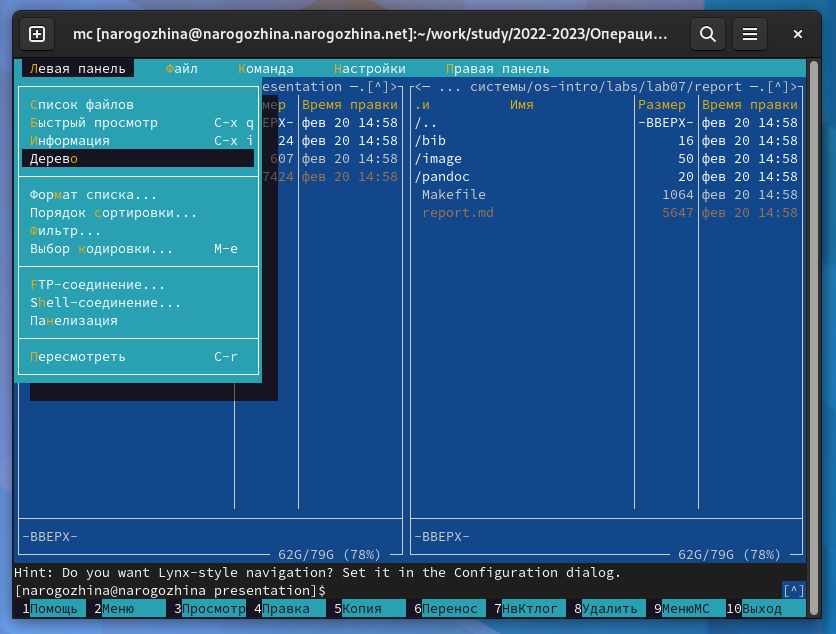 mc [narogozhina@narogozhina.narogozhina.net]:~/work/study/2022-2023/Операци...
Левая панель Файл Команда Настройки Правая панель
esentation —.[^]>
<— ... системы/os-intro/labs/lab07/report —.[^]>
Список файлов
Быстрый просмотр C-x q
Информация C-x i
Дерево
Формат списка...
Порядок сортировки...
Фильтр...
Выбор кодировки... M-e
FTP-соединение...
Shell-соединение...
Панелизация
Пересмотреть C-r
мер Время правки
ЕРХ- фев 20 14:58
24 фев 20 14:58
607 фев 20 14:58
7424 фев 20 14:58
.и Имя Размер Время правки
/.. -ВВЕРХ- фев 20 14:58
/bib 16 фев 20 14:58
/image 50 фев 20 14:58
/pandoc 20 фев 20 14:58
Makefile 1064 фев 20 14:58
report.md 5647 фев 20 14:58
-ВВЕРХ- -ВВЕРХ-
62G/79G (78%) 62G/79G (78%)
Hint: Do you want Lynx-style navigation? Set it in the Configuration dialog.
[narogozhina@narogozhina presentation]$ [^]
1Помощь 2Меню 3Просмотр 4Правка 5Копия 6Перенос 7НвКтлог 8Удалить 9МенюМС 10Выход